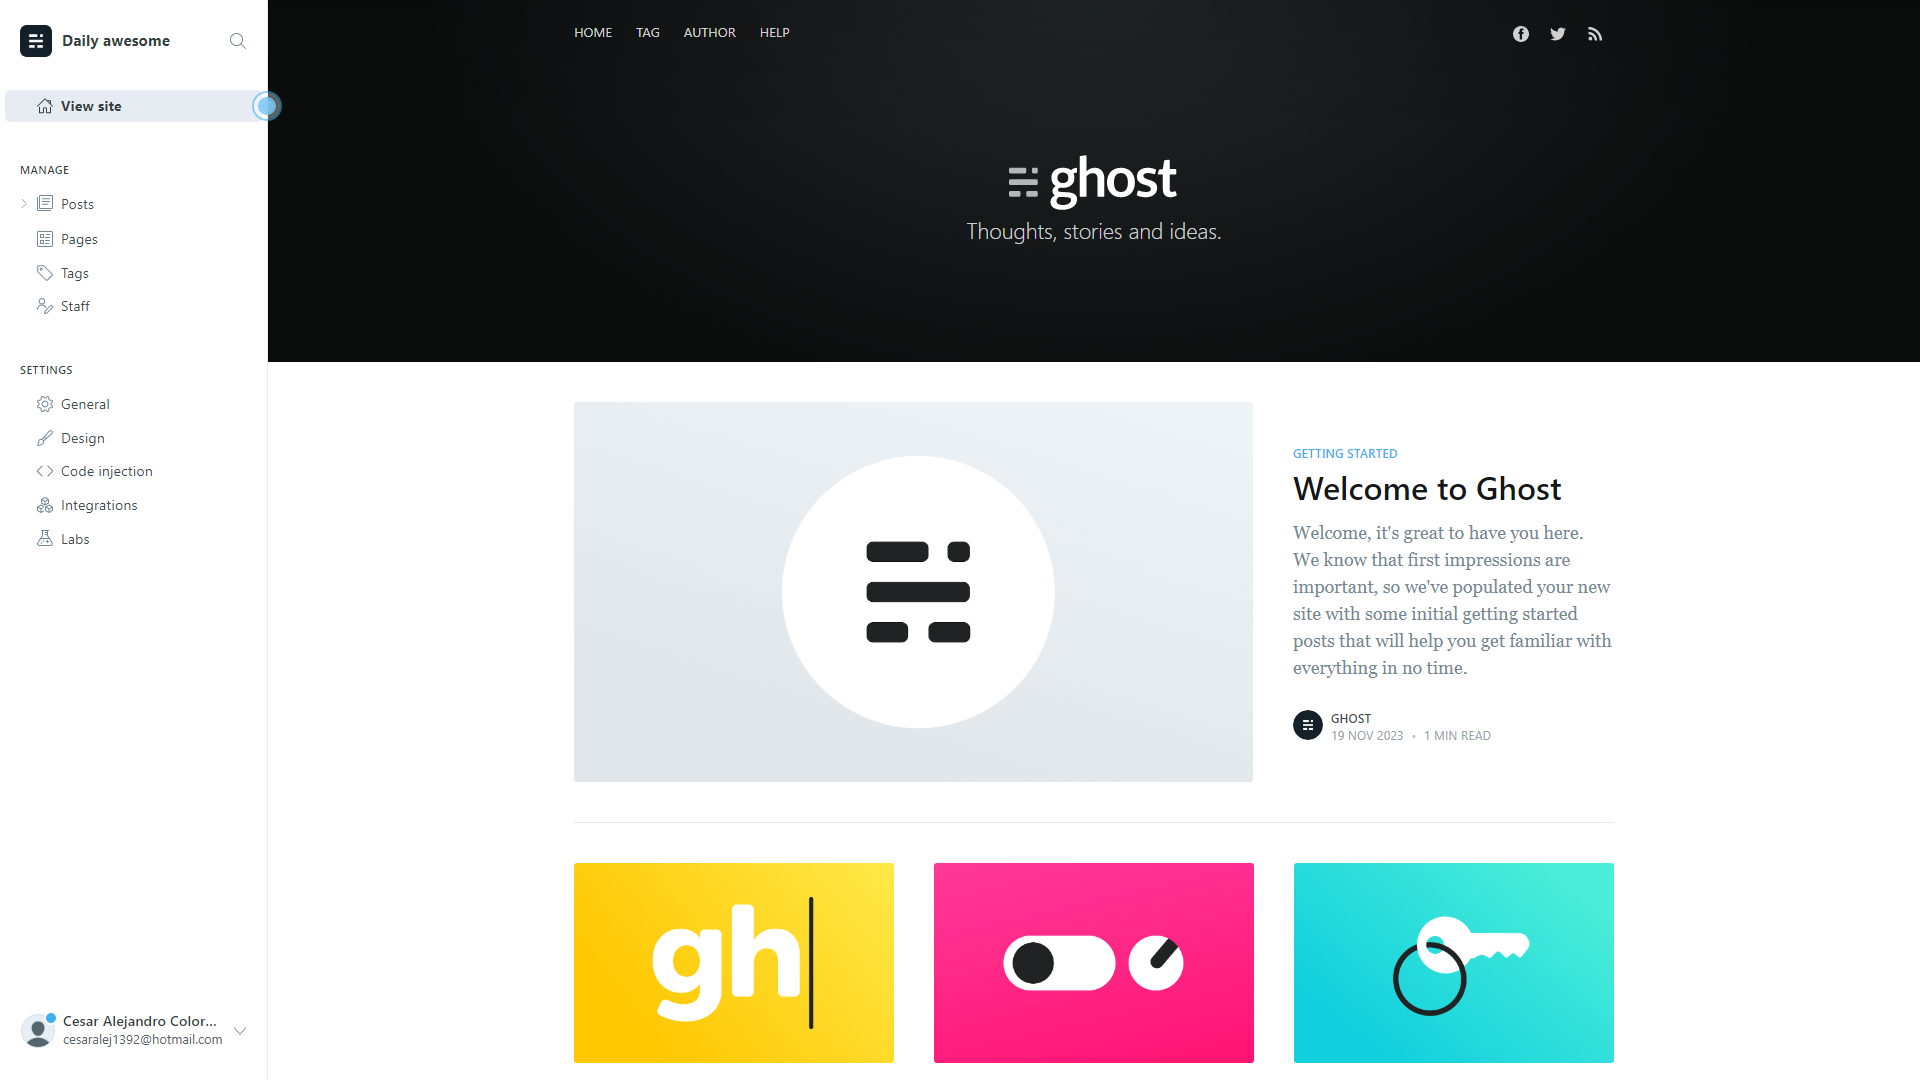 Daily awesome
View site
MANAGE
Posts
Pages
Tags
Staff
SETTINGS
General
Design
Code injection
Integrations
Labs
Cesar Alejandro Color...
cesaralej1392@hotmail.com
HOME TAG AUTHOR HELP
ghost
Thoughts, stories and ideas.
GETTING STARTED
Welcome to Ghost
Welcome, it's great to have you here.
We know that first impressions are
important, so we've populated your new
site with some initial getting started
posts that will help you get familiar with
everything in no time.
GHOST
19 NOV 2023 • 1 MIN READ
gh